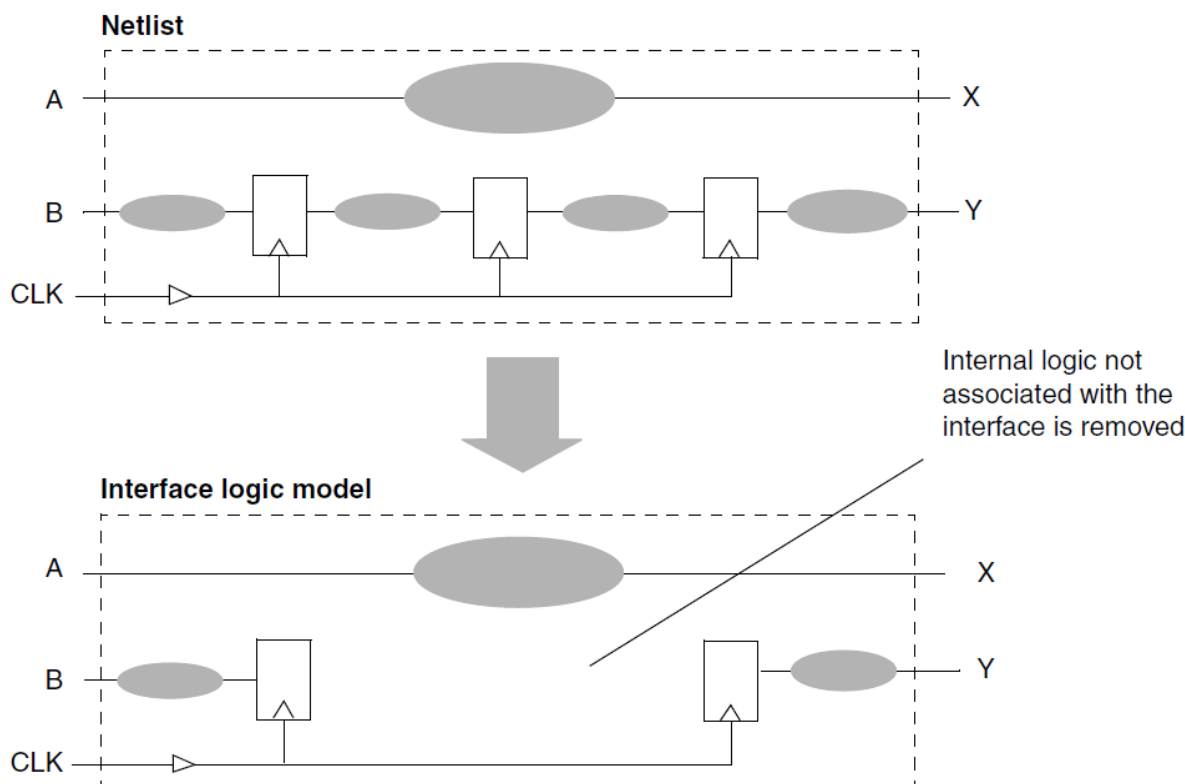 Netlist
A
X
B
Y
CLK
Internal logic not
associated with the
interface is removed
Interface logic model
A
X
B
Y
CLK